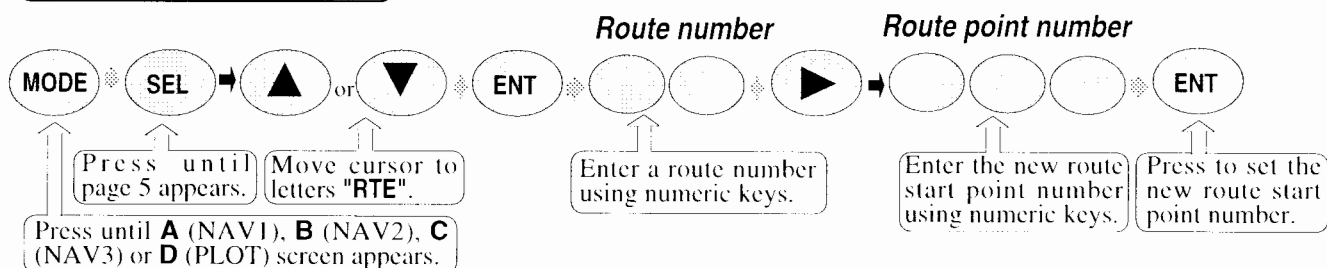 Route number Route point number
MODE SEL ▲ or ▼ ENT ► ENT
Press until
page 5 appears.
Move cursor to
letters "RTE".
Enter a route number
using numeric keys.
Enter the new route
start point number
using numeric keys.
Press to set the
new route start
point number.
Press until A (NAV1), B (NAV2), C
(NAV3) or D (PLOT) screen appears.